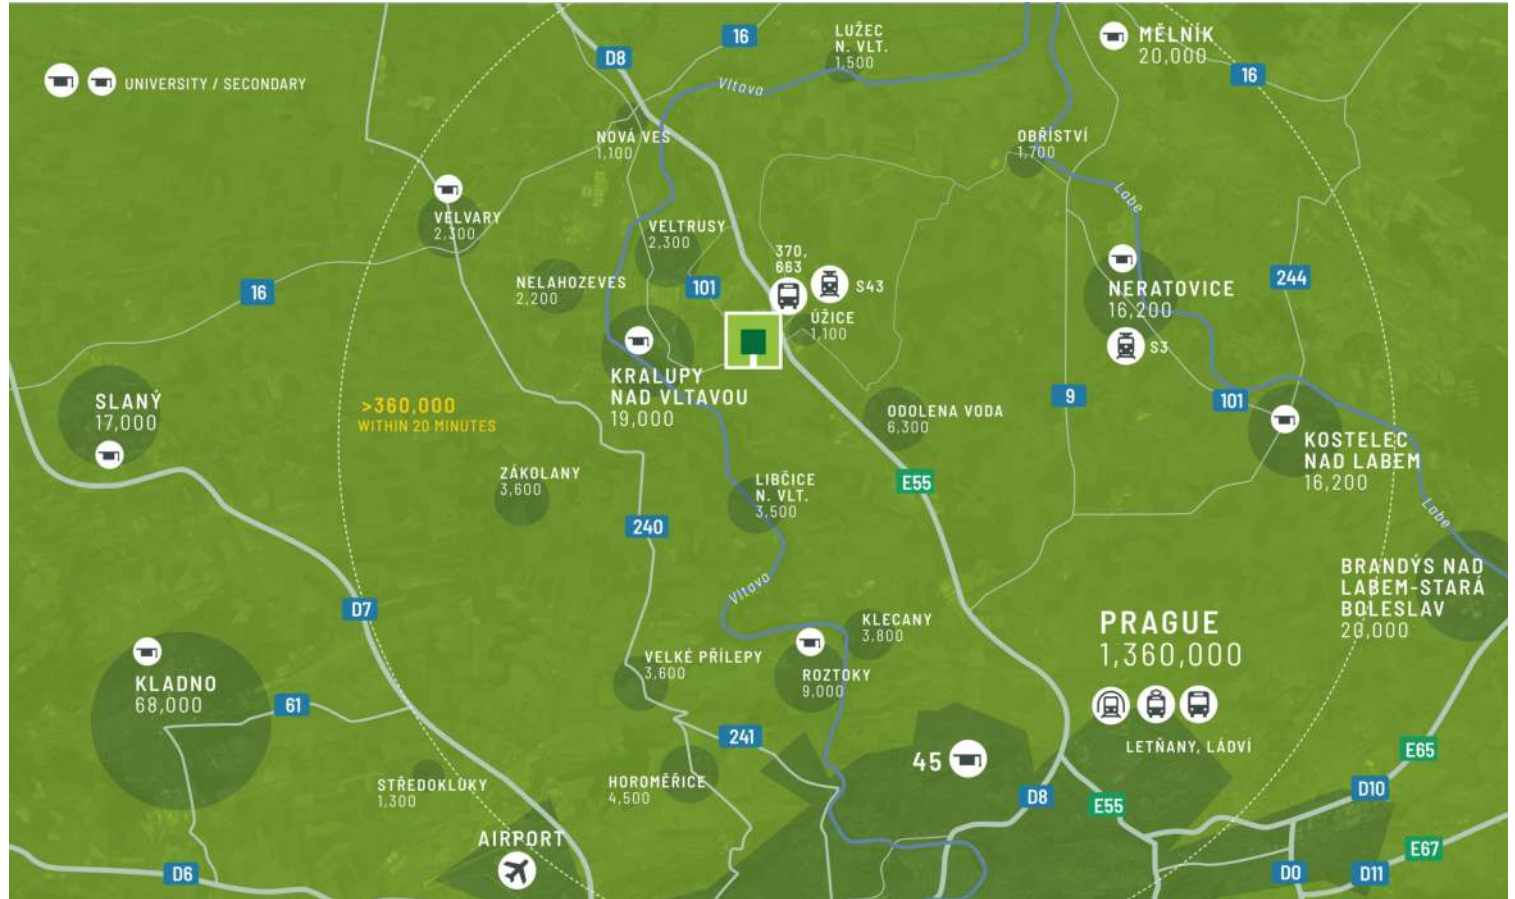 UNIVERSITY / SECONDARY
D8
16
LUŽEC
N. VLT.
1,500
MĚLNÍK
20,000
16
Vltava
NOVÁ VES
1,100
OBŘÍSTVÍ
1,700
Labe
VELVARY
2,300
VELTRUSY
2,300
370,
663
S43
NELAHOZEVES
2,200
101
16
ÚŽICE
1,100
NERATOVICE
16,200
S3
244
KRALUPY
NAD VLTAVOU
19,000
SLANÝ
17,000
>360,000
WITHIN 20 MINUTES
ODOLENA VODA
6,300
9
101
KOSTELEC
NAD LABEM
16,200
ZÁKOLANY
3,600
LIBČICE
N. VLT.
3,500
E55
240
Labe
Vltava
D7
BRANDÝS NAD
LABEM-STARÁ
BOLESLAV
20,000
KLECANY
3,800
PRAGUE
1,360,000
LETŇANY, LÁDVÍ
KLADNO
68,000
61
VELKÉ PŘÍLEPY
3,600
ROZTOKY
9,000
241
45
E65
STŘEDOKLUKY
1,300
HOROMĚŘICE
4,500
D8
E55
D10
AIRPORT
E67
D6
D0
D11